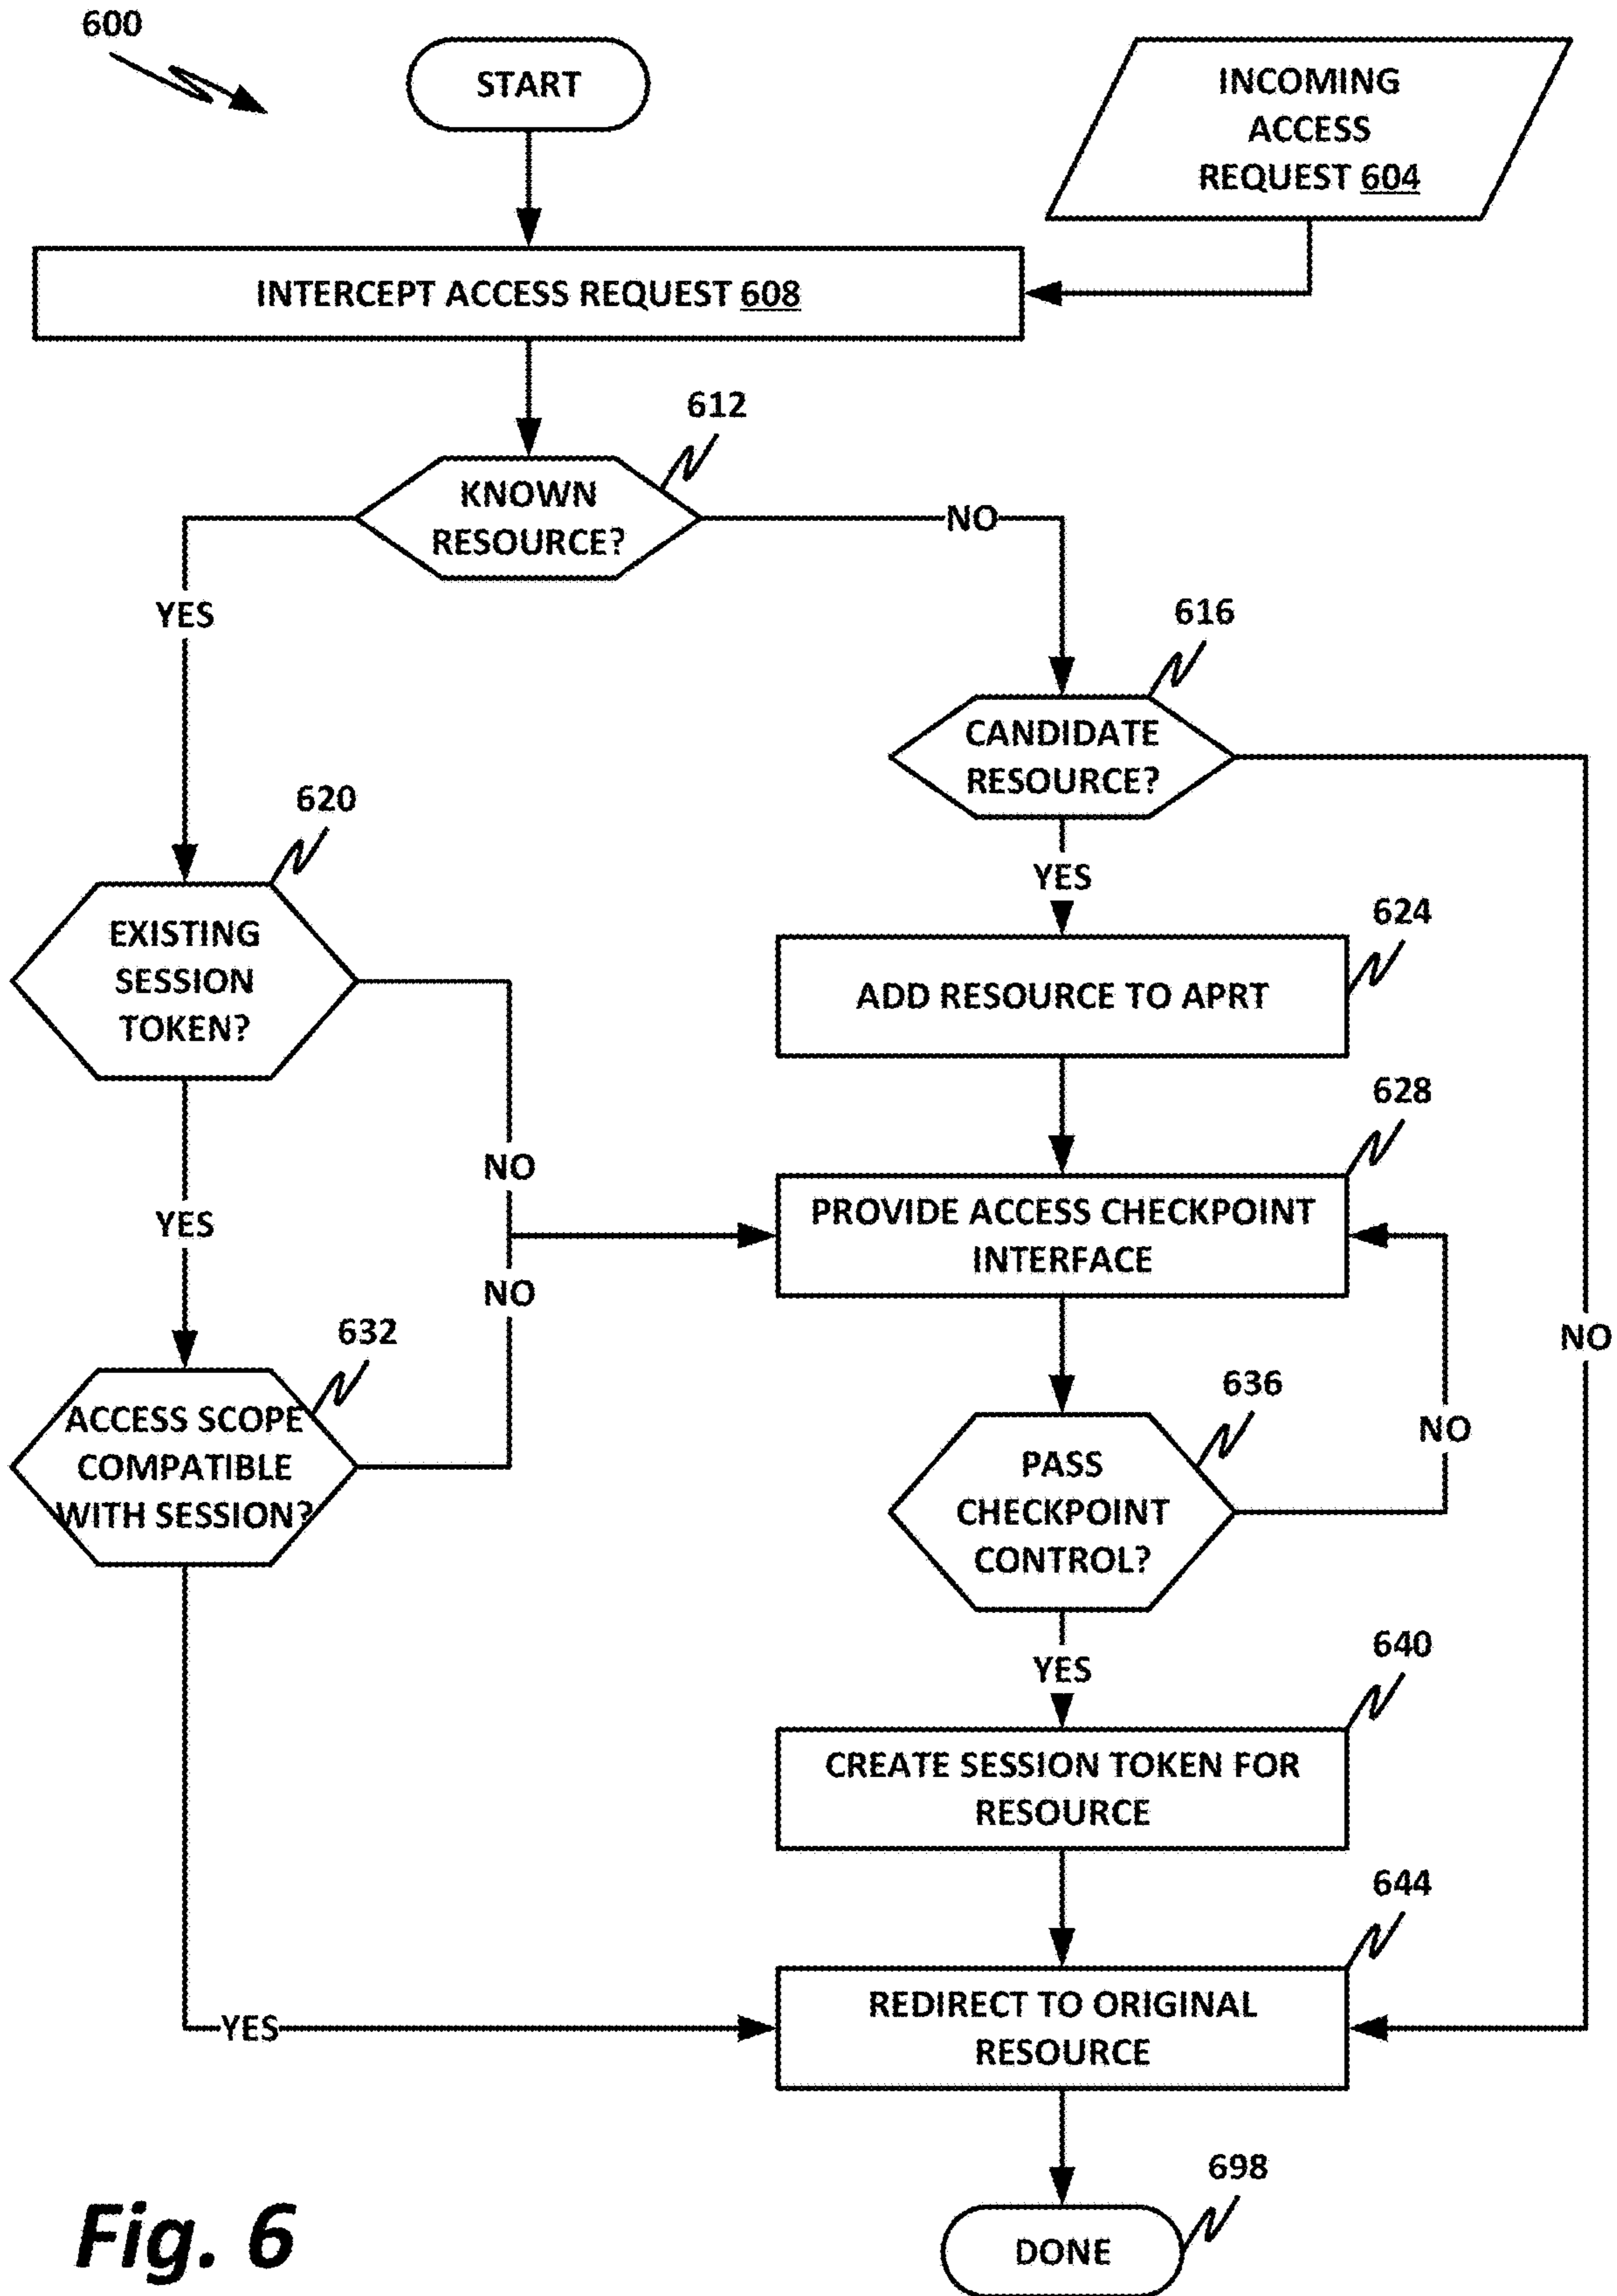 600
START
INCOMING
ACCESS
REQUEST 604
INTERCEPT ACCESS REQUEST 608
612
KNOWN
RESOURCE?
NO
YES
616
CANDIDATE
RESOURCE?
620
EXISTING
SESSION
TOKEN?
YES
624
ADD RESOURCE TO APRT
628
NO
YES
PROVIDE ACCESS CHECKPOINT
INTERFACE
NO
632
NO
ACCESS SCOPE
COMPATIBLE
WITH SESSION?
636
PASS
CHECKPOINT
CONTROL?
NO
YES
640
CREATE SESSION TOKEN FOR
RESOURCE
644
REDIRECT TO ORIGINAL
RESOURCE
YES
698
DONE
Fig. 6